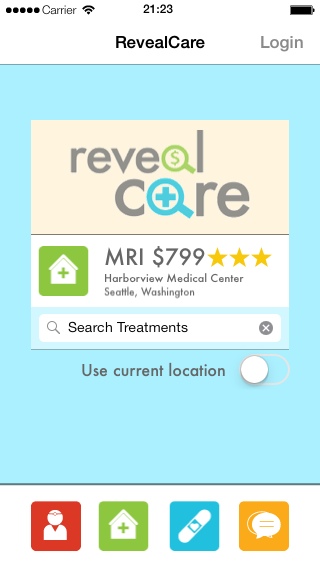 Carrier 21:23
RevealCare Login
reveal
care
MRI $799
Harborview Medical Center
Seattle, Washington
Search Treatments
Use current location